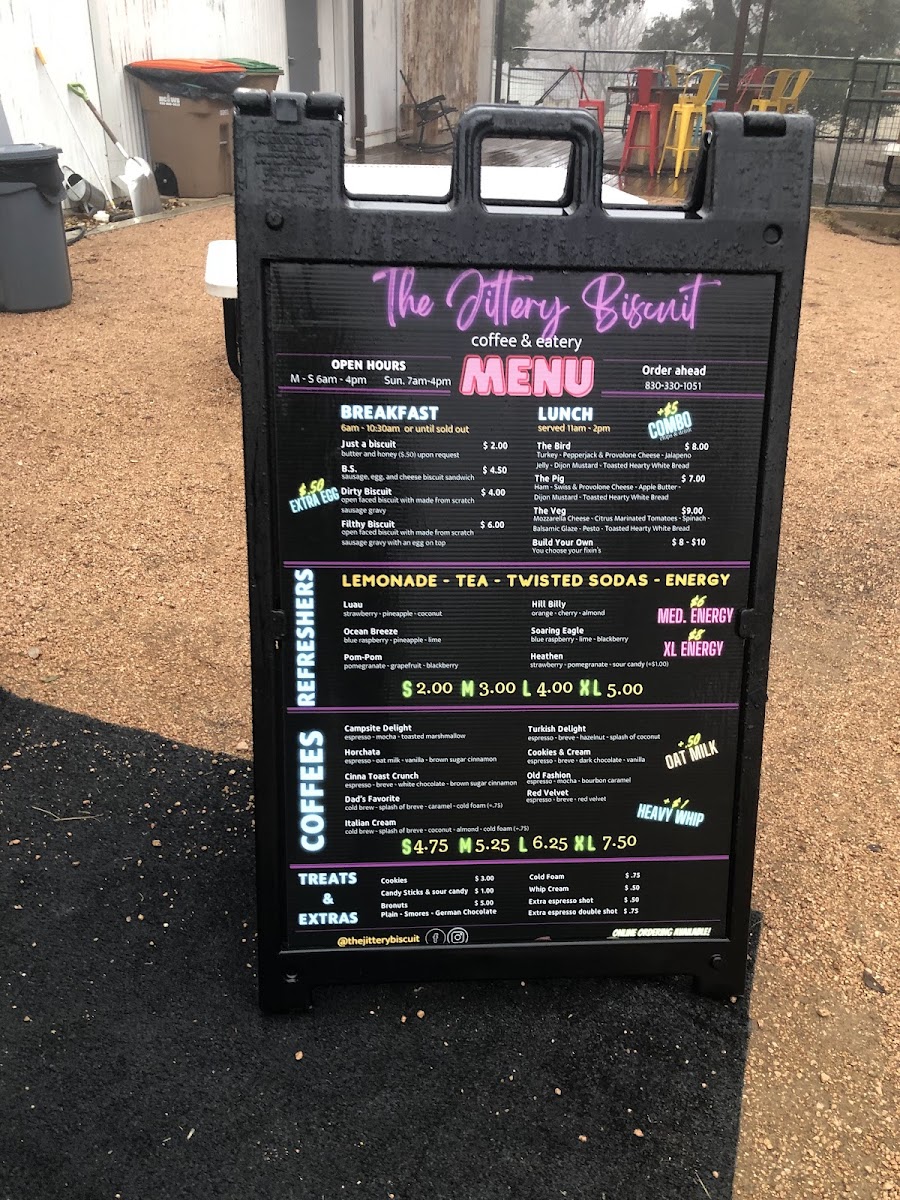 The Jittery Biscuit
coffee & eatery
MENU
OPEN HOURS
M - S 6am - 4pm Sun. 7am-4pm
Order ahead
830-330-1051
BREAKFAST
6am - 10:30am or until sold out
Just a biscuit $ 2.00
butter and honey ($.50) upon request
B.S. $ 4.50
sausage, egg, and cheese biscuit sandwich
Dirty Biscuit $ 4.00
open faced biscuit with made from scratch
sausage gravy
Filthy Biscuit $ 6.00
open faced biscuit with made from scratch
sausage gravy with an egg on top
$.50
EXTRA EGG
LUNCH
served 11am - 2pm
+$5
COMBO
The Bird $ 8.00
Turkey - Pepperjack & Provolone Cheese - Jalapeno
Jelly - Dijon Mustard - Toasted Hearty White Bread
The Pig $ 7.00
Ham - Swiss & Provolone Cheese - Apple Butter -
Dijon Mustard - Toasted Hearty White Bread
The Veg $9.00
Mozzarella Cheese - Citrus Marinated Tomatoes - Spinach -
Balsamic Glaze - Pesto - Toasted Hearty White Bread
Build Your Own $ 8 - $10
You choose your fixin's
REFRESHERS
LEMONADE - TEA - TWISTED SODAS - ENERGY
Luau
strawberry - pineapple - coconut
Ocean Breeze
blue raspberry - pineapple - lime
Pom-Pom
pomegranate - grapefruit - blackberry
Hill Billy
orange - cherry - almond
Soaring Eagle
blue raspberry - lime - blackberry
Heathen
strawberry - pomegranate - sour candy (+$1.00)
$6
MED. ENERGY
$8
XL ENERGY
S 2.00 M 3.00 L 4.00 XL 5.00
COFFEES
Campsite Delight
espresso - mocha - toasted marshmallow
Horchata
espresso - oat milk - vanilla - brown sugar cinnamon
Cinna Toast Crunch
espresso - breve - white chocolate - brown sugar cinnamon
Dad's Favorite
cold brew - splash of breve - caramel - cold foam (+.75)
Italian Cream
cold brew - splash of breve - coconut - almond - cold foam (+.75)
Turkish Delight
espresso - breve - hazelnut - splash of coconut
Cookies & Cream
espresso - breve - dark chocolate - vanilla
Old Fashion
espresso - mocha - bourbon caramel
Red Velvet
espresso - breve - red velvet
+.50
OAT MILK
+$1
HEAVY WHIP
S 4.75 M 5.25 L 6.25 XL 7.50
TREATS
&
EXTRAS
Cookies $ 3.00
Candy Sticks & sour candy $ 1.00
Bronuts $ 5.00
Plain - Smores - German Chocolate
Cold Foam $ .75
Whip Cream $ .50
Extra espresso shot $ .50
Extra espresso double shot $ .75
@thejitterybiscuit
ONLINE ORDERING AVAILABLE!